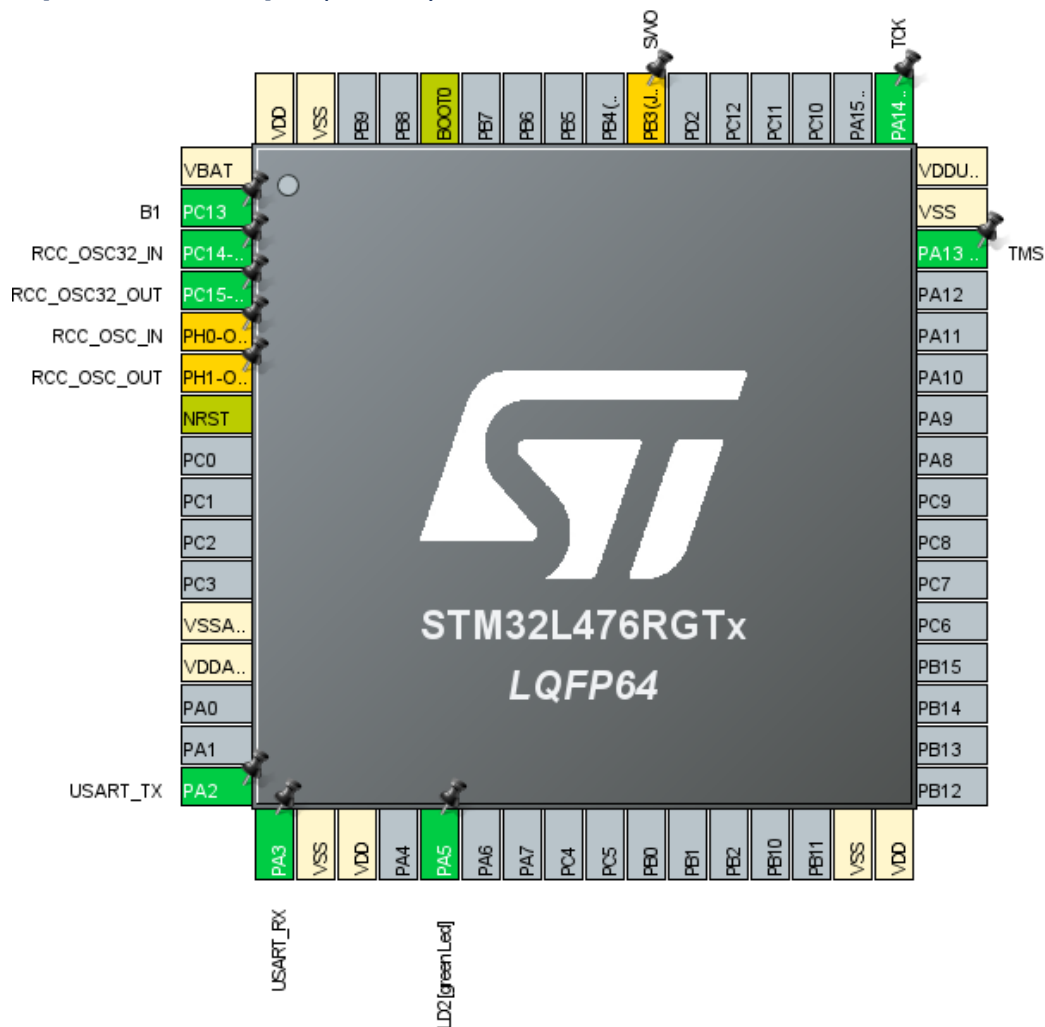 SWO
TCK
VDD
VSS
PB9
PB8
BOOT0
PB7
PB6
PB5
PB4 (..
PB3 (J..
PD2
PC12
PC11
PC10
PA15 ..
PA14 ..
VBAT
B1 PC13
RCC_OSC32_IN PC14-..
RCC_OSC32_OUT PC15-..
RCC_OSC_IN PH0-O..
RCC_OSC_OUT PH1-O..
NRST
PC0
PC1
PC2
PC3
VSSA..
VDDA..
PA0
PA1
USART_TX PA2
VDDU..
VSS
PA13 .. TMS
PA12
PA11
PA10
PA9
PA8
PC9
PC8
PC7
PC6
PB15
PB14
PB13
PB12
ST
STM32L476RGTx
LQFP64
PA3
VSS
VDD
PA4
PA5
PA6
PA7
PC4
PC5
PB0
PB1
PB2
PB10
PB11
VSS
VDD
USART_RX
LD2 [green Led]